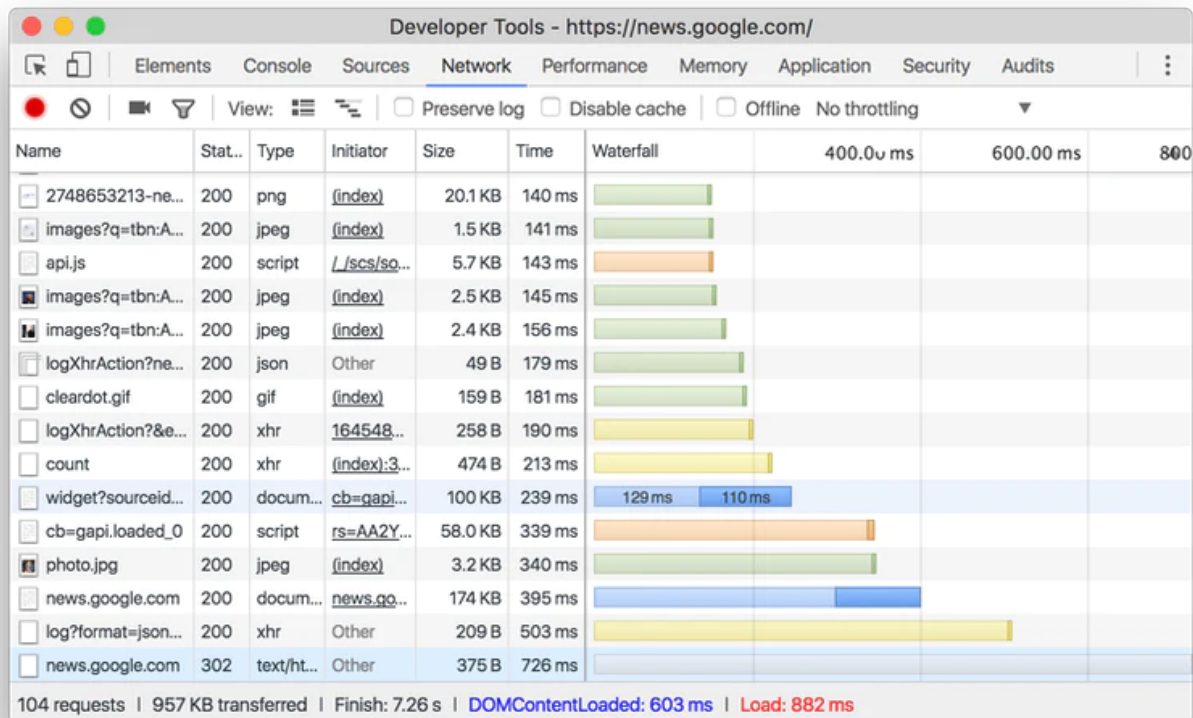 Developer Tools - https://news.google.com/
Elements Console Sources Network Performance Memory Application Security Audits
View: Preserve log Disable cache Offline No throttling
Name Stat... Type Initiator Size Time Waterfall 400.00 ms 600.00 ms 800
2748653213-ne... 200 png (index) 20.1 KB 140 ms
images?q=tbn:A... 200 jpeg (index) 1.5 KB 141 ms
api.js 200 script /_/scs/so... 5.7 KB 143 ms
images?q=tbn:A... 200 jpeg (index) 2.5 KB 145 ms
images?q=tbn:A... 200 jpeg (index) 2.4 KB 156 ms
logXhrAction?ne... 200 json Other 49 B 179 ms
cleardot.gif 200 gif (index) 159 B 181 ms
logXhrAction?&e... 200 xhr 164548... 258 B 190 ms
count 200 xhr (index):3... 474 B 213 ms
widget?sourceid... 200 docum... cb=gapi... 100 KB 239 ms 129 ms 110 ms
cb=gapi.loaded_0 200 script rs=AA2Y... 58.0 KB 339 ms
photo.jpg 200 jpeg (index) 3.2 KB 340 ms
news.google.com 200 docum... news.go... 174 KB 395 ms
log?format=json... 200 xhr Other 209 B 503 ms
news.google.com 302 text/ht... Other 375 B 726 ms
104 requests | 957 KB transferred | Finish: 7.26 s | DOMContentLoaded: 603 ms | Load: 882 ms